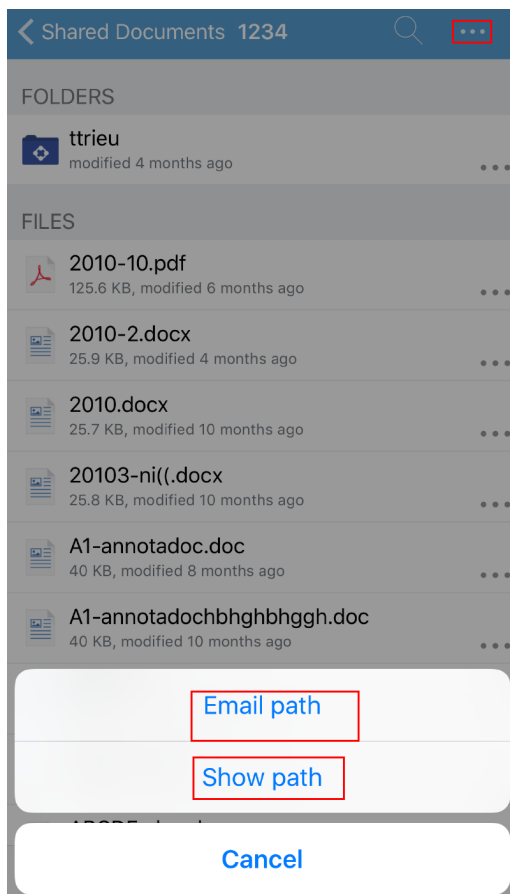 Shared Documents 1234
FOLDERS
ttrieu
modified 4 months ago
FILES
2010-10.pdf
125.6 KB, modified 6 months ago
2010-2.docx
25.9 KB, modified 4 months ago
2010.docx
25.7 KB, modified 10 months ago
20103-ni((.docx
25.8 KB, modified 10 months ago
A1-annotadoc.doc
40 KB, modified 8 months ago
A1-annotadochbhghbhggh.doc
40 KB, modified 10 months ago
Email path
Show path
Cancel